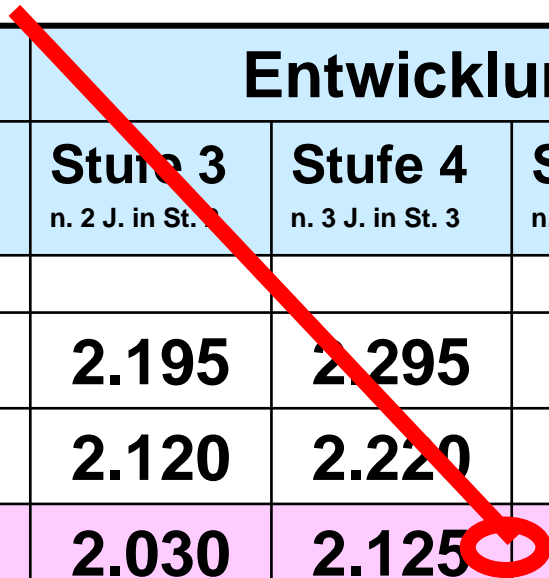 Entwicklu
Stufe 3 Stufe 4 S
n. 2 J. in St. n. 3 J. in St. 3 n.
2.195 2.295
2.120 2.220
2.030 2.125